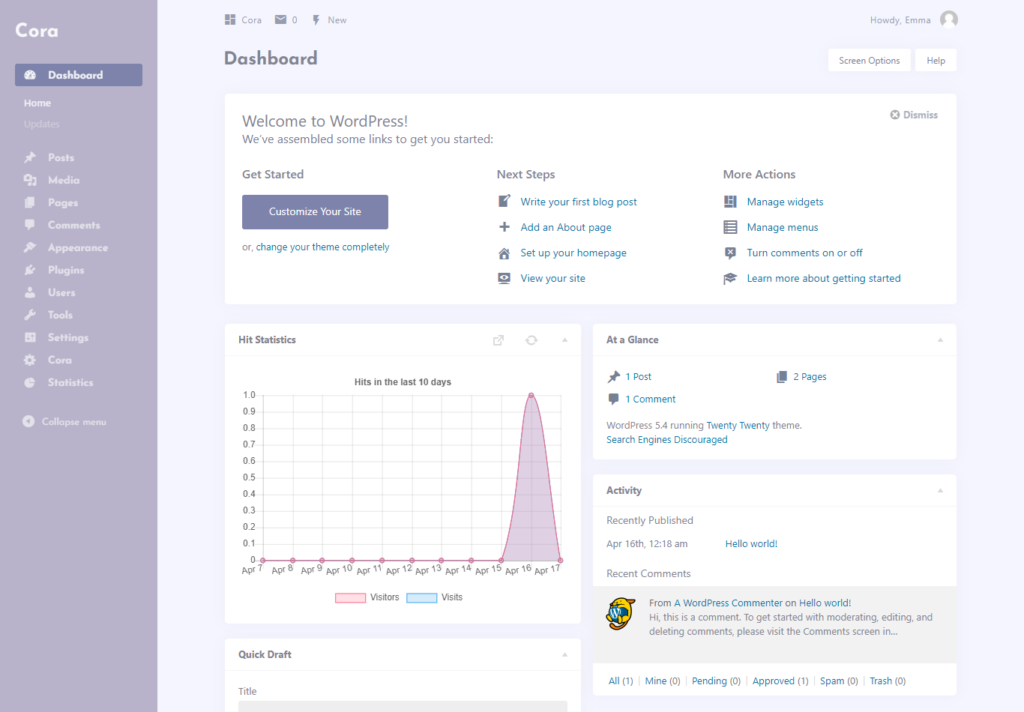 Cora
Dashboard
Home
Updates
Posts
Media
Pages
Comments
Appearance
Plugins
Users
Tools
Settings
Cora
Statistics
Collapse menu
Cora 0 New
Howdy, Emma
Dashboard
Screen Options Help
Welcome to WordPress!
Dismiss
We've assembled some links to get you started:
Get Started
Customize Your Site
or, change your theme completely
Next Steps
Write your first blog post
Add an About page
Set up your homepage
View your site
More Actions
Manage widgets
Manage menus
Turn comments on or off
Learn more about getting started
Hit Statistics
Hits in the last 10 days
1.0
0.9
0.8
0.7
0.6
0.5
0.4
0.3
0.2
0.1
0
Apr 7 Apr 8 Apr 9 Apr 10 Apr 11 Apr 12 Apr 13 Apr 14 Apr 15 Apr 16 Apr 17
Visitors Visits
Quick Draft
Title
At a Glance
1 Post 2 Pages
1 Comment
WordPress 5.4 running Twenty Twenty theme.
Search Engines Discouraged
Activity
Recently Published
Apr 16th, 12:18 am Hello world!
Recent Comments
From A WordPress Commenter on Hello world!
Hi, this is a comment. To get started with moderating, editing, and
deleting comments, please visit the Comments screen in...
All (1) | Mine (0) | Pending (0) | Approved (1) | Spam (0) | Trash (0)